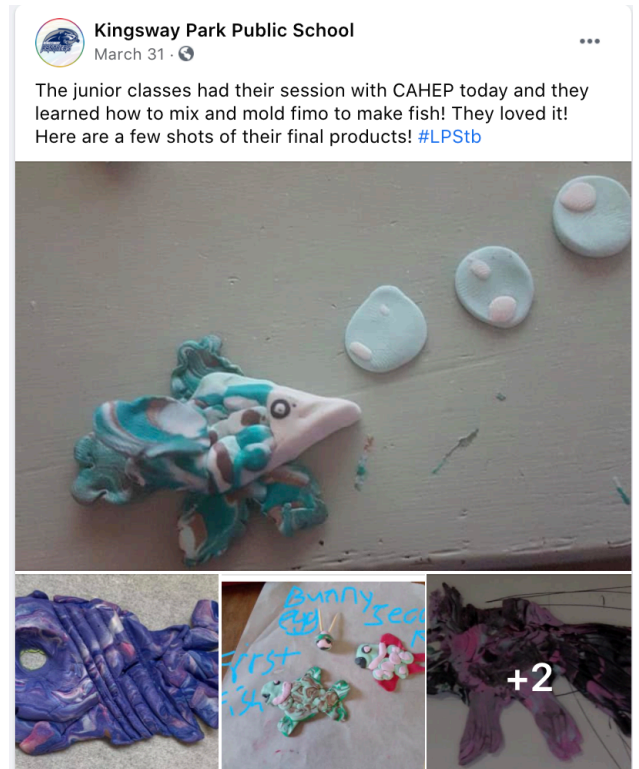 Kingsway Park Public School
March 31 ·
The junior classes had their session with CAHEP today and they
learned how to mix and mold fimo to make fish! They loved it!
Here are a few shots of their final products! #LPStb
Bunny
Frrst
fish
+2